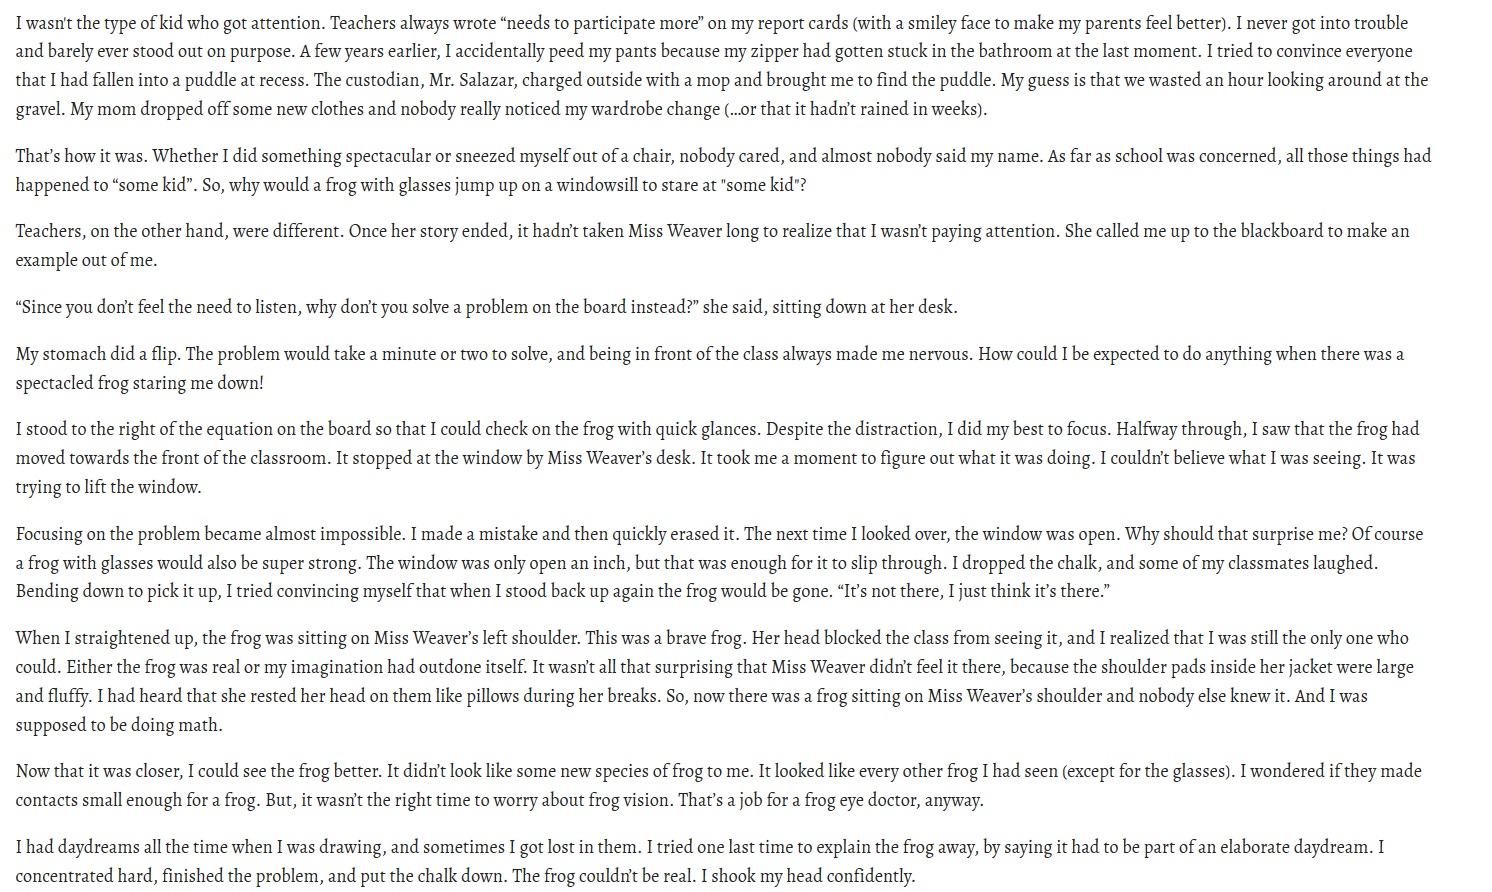 I wasn't the type of kid who got attention. Teachers always wrote “needs to participate more” on my report cards (with a smiley face to make my parents feel better). I never got into trouble
and barely ever stood out on purpose. A few years earlier, I accidentally peed my pants because my zipper had gotten stuck in the bathroom at the last moment. I tried to convince everyone
that I had fallen into a puddle at recess. The custodian, Mr. Salazar, charged outside with a mop and brought me to find the puddle. My guess is that we wasted an hour looking around at the
gravel. My mom dropped off some new clothes and nobody really noticed my wardrobe change (...or that it hadn’t rained in weeks).
That’s how it was. Whether I did something spectacular or sneezed myself out of a chair, nobody cared, and almost nobody said my name. As far as school was concerned, all those things had
happened to “some kid”. So, why would a frog with glasses jump up on a windowsill to stare at "some kid"?
Teachers, on the other hand, were different. Once her story ended, it hadn’t taken Miss Weaver long to realize that I wasn’t paying attention. She called me up to the blackboard to make an
example out of me.
“Since you don’t feel the need to listen, why don’t you solve a problem on the board instead?” she said, sitting down at her desk.
My stomach did a flip. The problem would take a minute or two to solve, and being in front of the class always made me nervous. How could I be expected to do anything when there was a
spectacled frog staring me down!
I stood to the right of the equation on the board so that I could check on the frog with quick glances. Despite the distraction, I did my best to focus. Halfway through, I saw that the frog had
moved towards the front of the classroom. It stopped at the window by Miss Weaver’s desk. It took me a moment to figure out what it was doing. I couldn’t believe what I was seeing. It was
trying to lift the window.
Focusing on the problem became almost impossible. I made a mistake and then quickly erased it. The next time I looked over, the window was open. Why should that surprise me? Of course
a frog with glasses would also be super strong. The window was only open an inch, but that was enough for it to slip through. I dropped the chalk, and some of my classmates laughed.
Bending down to pick it up, I tried convincing myself that when I stood back up again the frog would be gone. “It’s not there, I just think it’s there.”
When I straightened up, the frog was sitting on Miss Weaver’s left shoulder. This was a brave frog. Her head blocked the class from seeing it, and I realized that I was still the only one who
could. Either the frog was real or my imagination had outdone itself. It wasn’t all that surprising that Miss Weaver didn’t feel it there, because the shoulder pads inside her jacket were large
and fluffy. I had heard that she rested her head on them like pillows during her breaks. So, now there was a frog sitting on Miss Weaver’s shoulder and nobody else knew it. And I was
supposed to be doing math.
Now that it was closer, I could see the frog better. It didn’t look like some new species of frog to me. It looked like every other frog I had seen (except for the glasses). I wondered if they made
contacts small enough for a frog. But, it wasn’t the right time to worry about frog vision. That’s a job for a frog eye doctor, anyway.
I had daydreams all the time when I was drawing, and sometimes I got lost in them. I tried one last time to explain the frog away, by saying it had to be part of an elaborate daydream. I
concentrated hard, finished the problem, and put the chalk down. The frog couldn’t be real. I shook my head confidently.